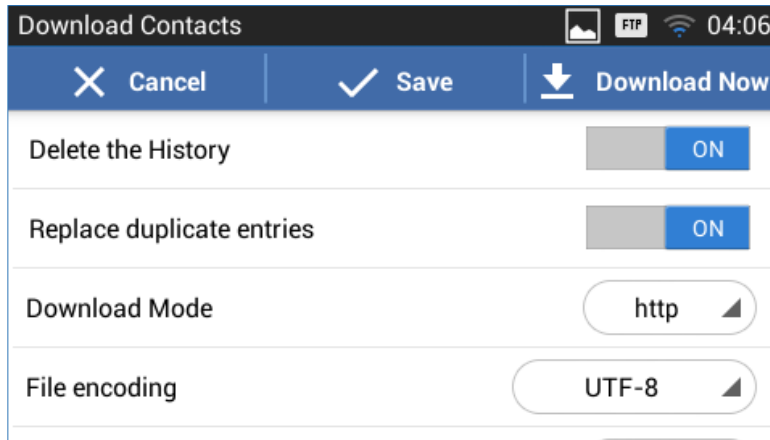 Download Contacts FTP 04:06
Cancel Save Download Now
Delete the History ON
Replace duplicate entries ON
Download Mode http
File encoding UTF-8